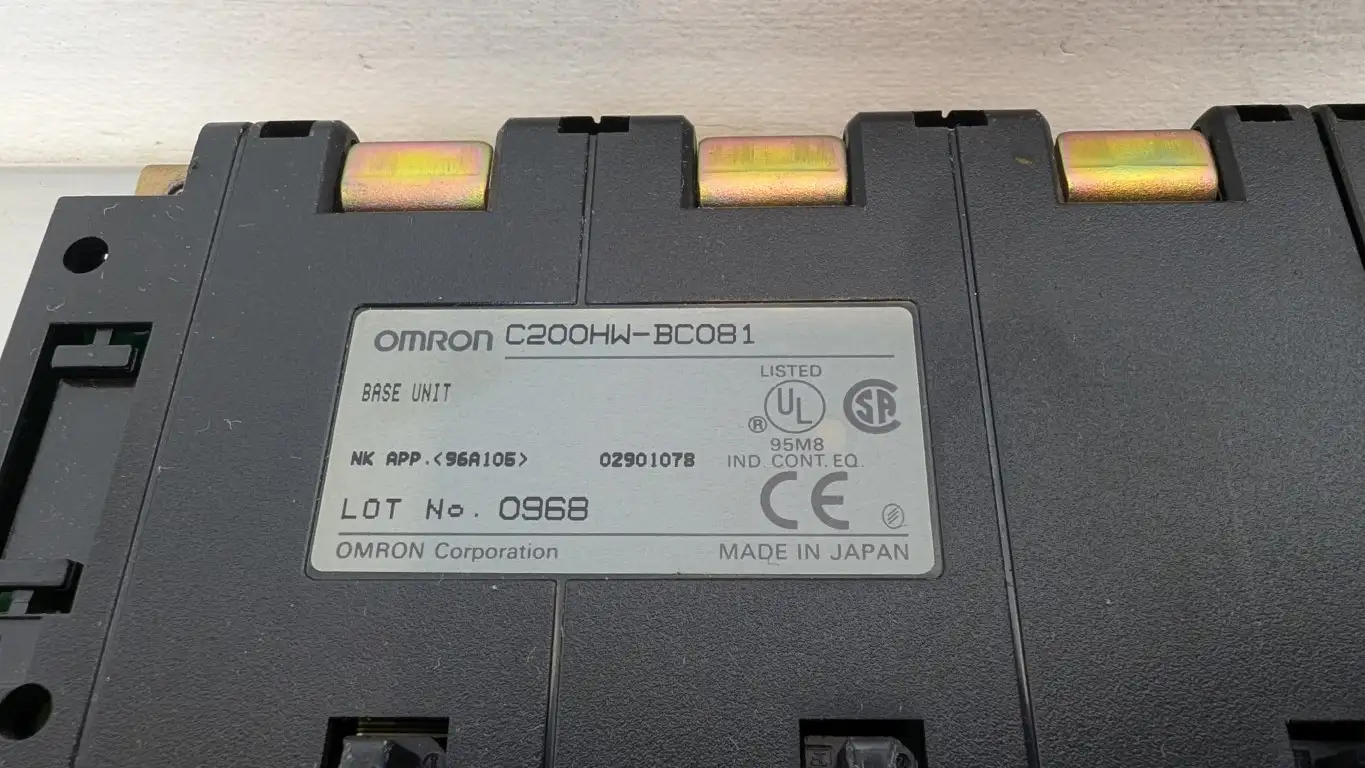 OMRON C200HW-BC081
BASE UNIT
LISTED
UL
®
SA
95M8
NK APP.<96A105> 02901078 IND. CONT. EQ.
LOT No. 0968
CE
OMRON Corporation MADE IN JAPAN